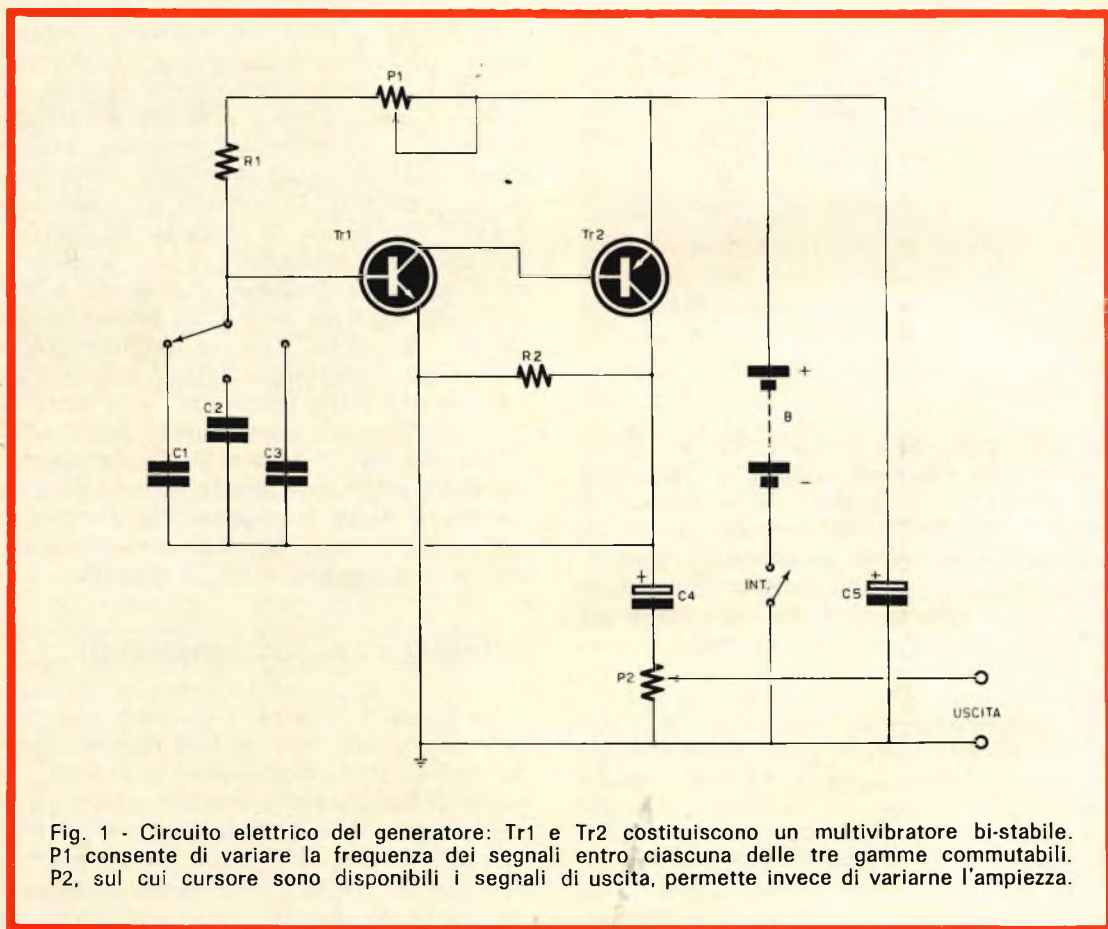 P1
R1
Tr1
Tr2
R2
+
B
C2
C1
C3
-
+
C4
INT.
+
C5
P2
USCITA
Fig. 1 - Circuito elettrico del generatore: Tr1 e Tr2 costituiscono un multivibratore bi-stabile.
P1 consente di variare la frequenza dei segnali entro ciascuna delle tre gamme commutabili.
P2, sul cui cursore sono disponibili i segnali di uscita, permette invece di variarne l'ampiezza.